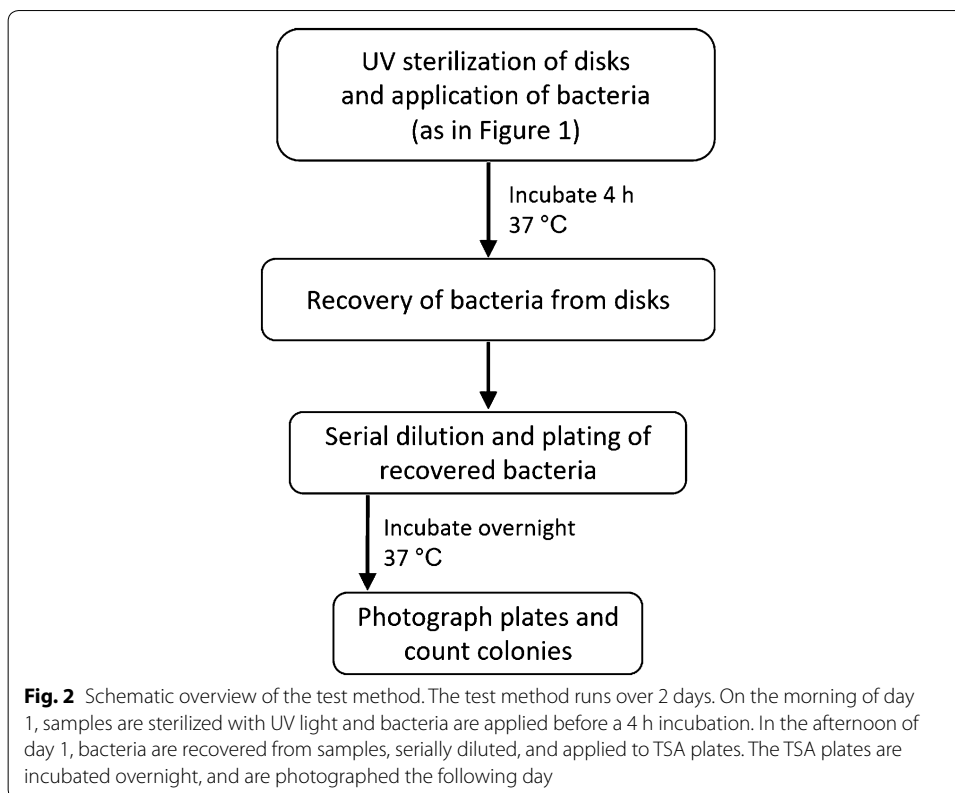 UV sterilization of disks
and application of bacteria
(as in Figure 1)
Incubate 4 h
37 °C
Recovery of bacteria from disks
Serial dilution and plating of
recovered bacteria
Incubate overnight
37 °C
Photograph plates and
count colonies
Fig. 2 Schematic overview of the test method. The test method runs over 2 days. On the morning of day
1, samples are sterilized with UV light and bacteria are applied before a 4 h incubation. In the afternoon of
day 1, bacteria are recovered from samples, serially diluted, and applied to TSA plates. The TSA plates are
incubated overnight, and are photographed the following day